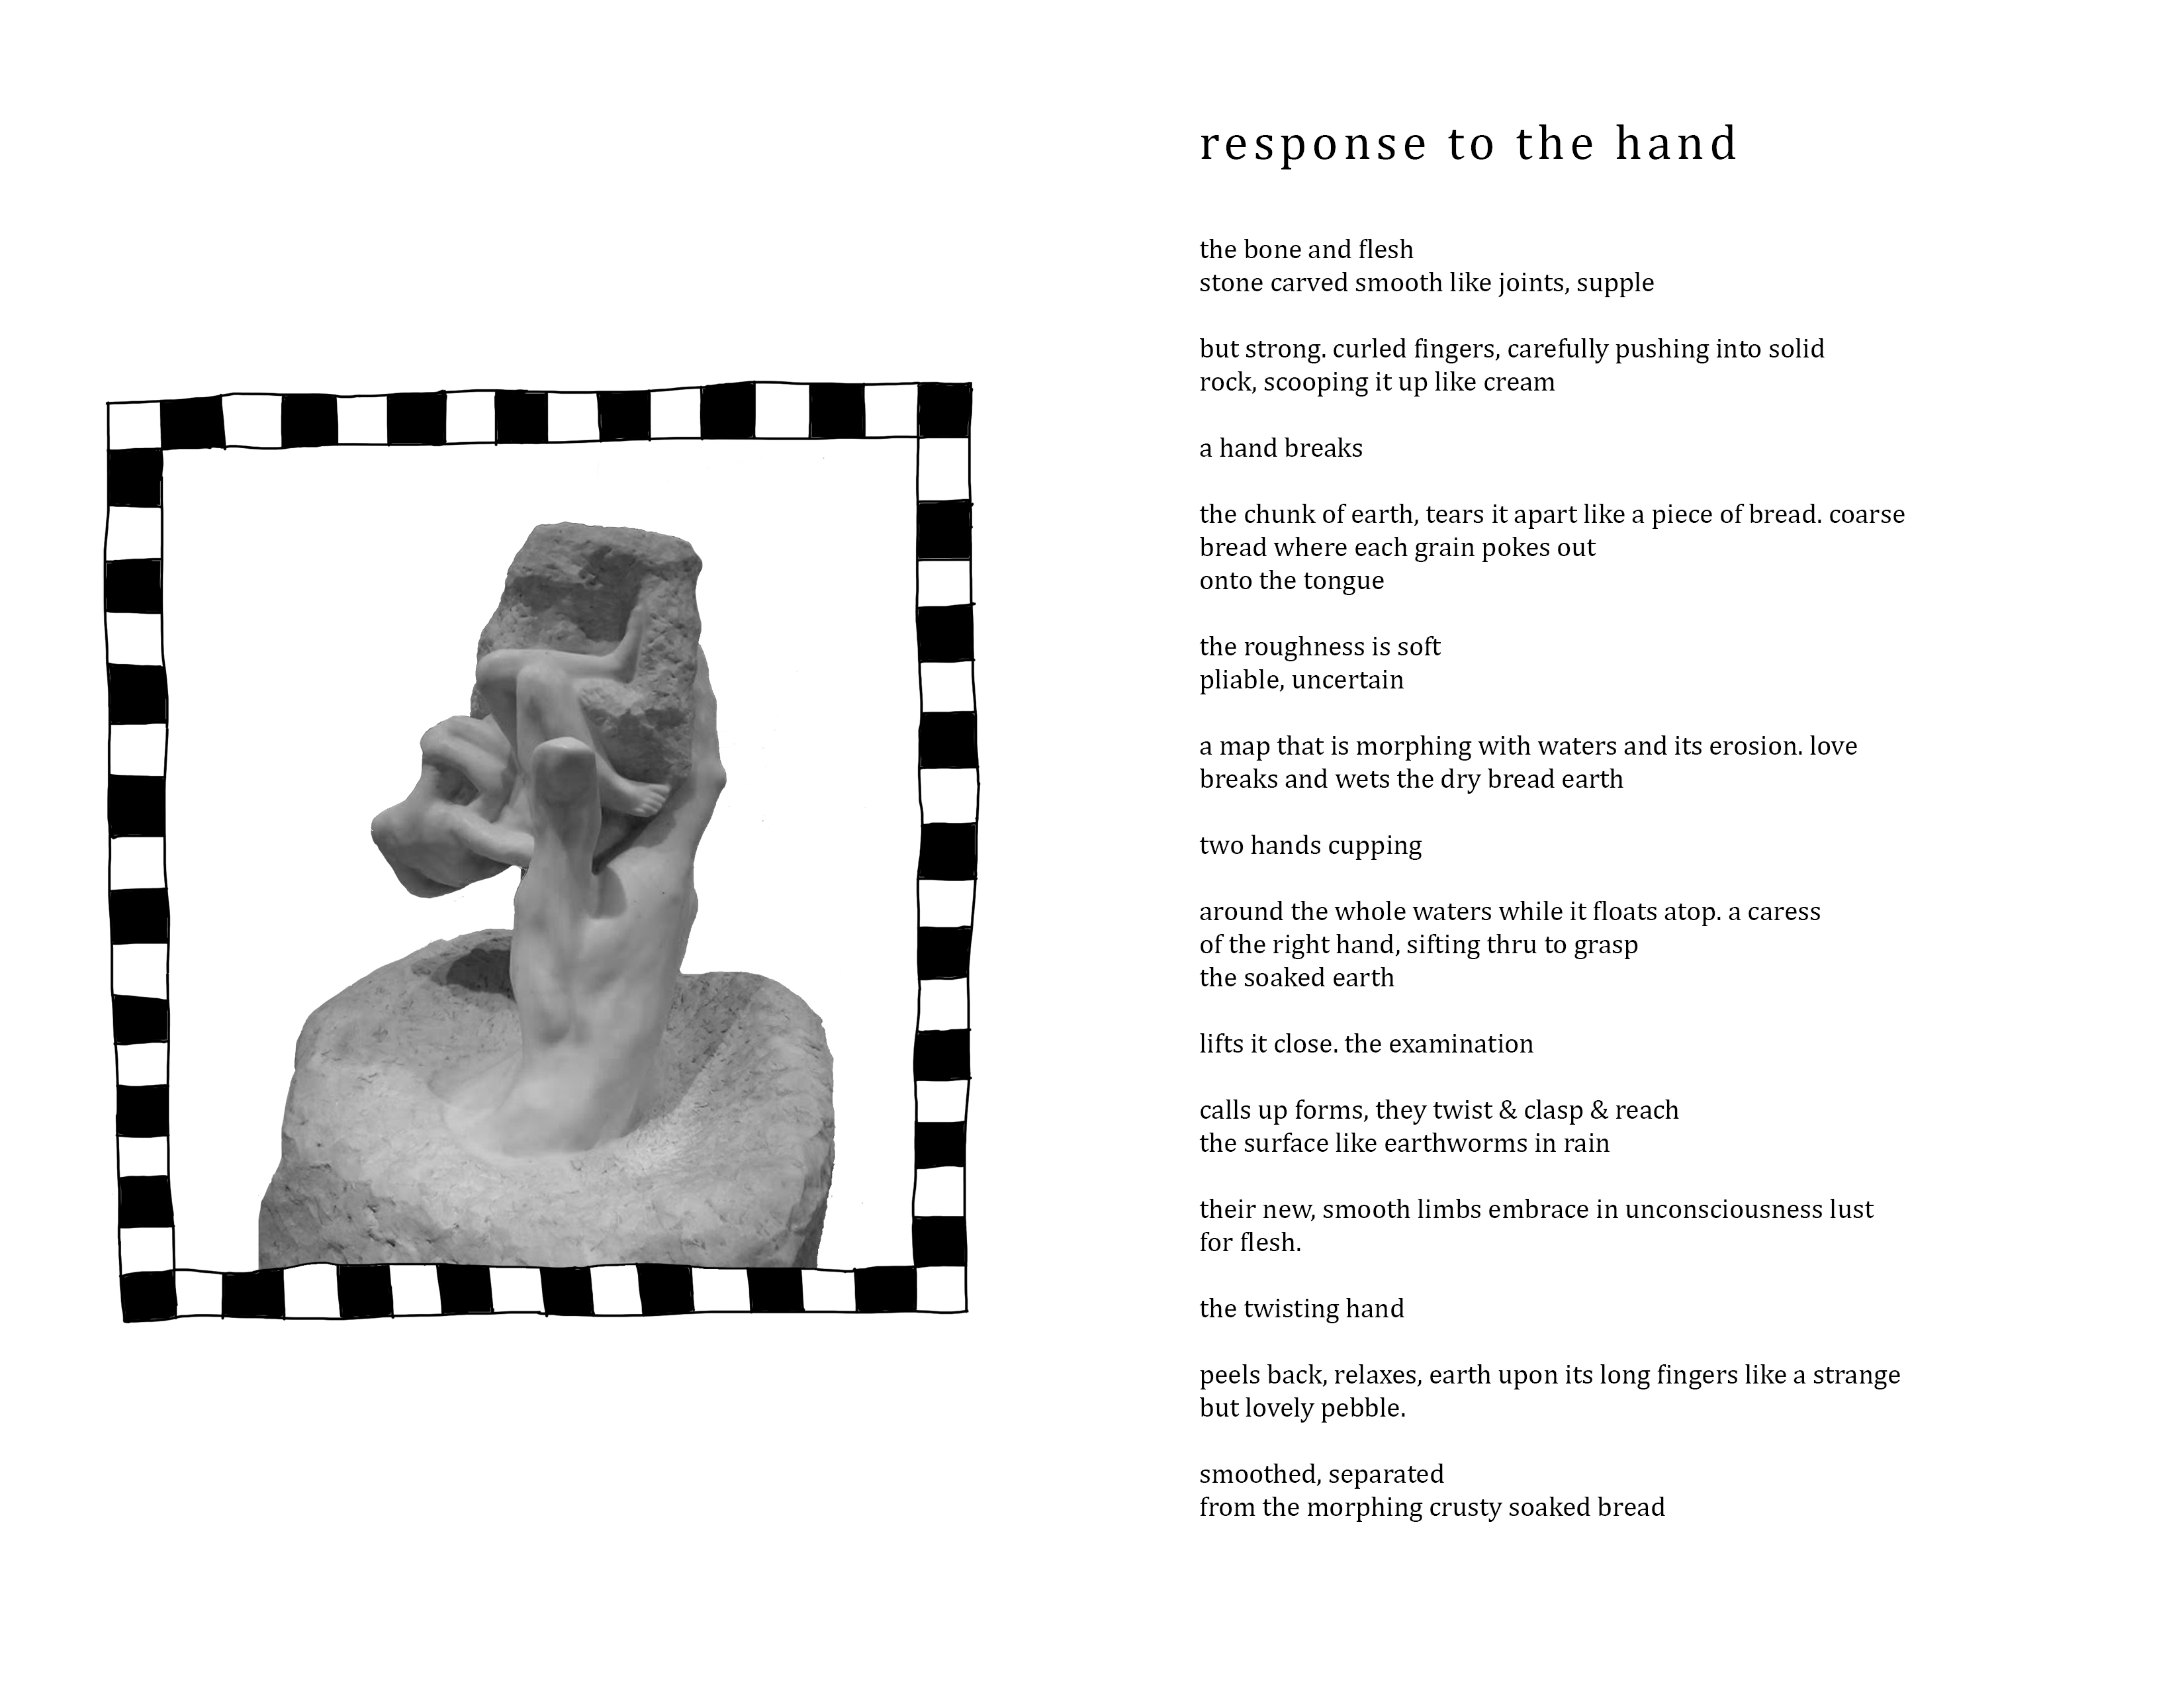 response to the hand
the bone and flesh
stone carved smooth like joints, supple
but strong. curled fingers, carefully pushing into solid
rock, scooping it up like cream
a hand breaks
the chunk of earth, tears it apart like a piece of bread. coarse
bread where each grain pokes out
onto the tongue
the roughness is soft
pliable, uncertain
a map that is morphing with waters and its erosion. love
breaks and wets the dry bread earth
two hands cupping
around the whole waters while it floats atop. a caress
of the right hand, sifting thru to grasp
the soaked earth
lifts it close. the examination
calls up forms, they twist & clasp & reach
the surface like earthworms in rain
their new, smooth limbs embrace in unconsciousness lust
for flesh.
the twisting hand
peels back, relaxes, earth upon its long fingers like a strange
but lovely pebble.
smoothed, separated
from the morphing crusty soaked bread